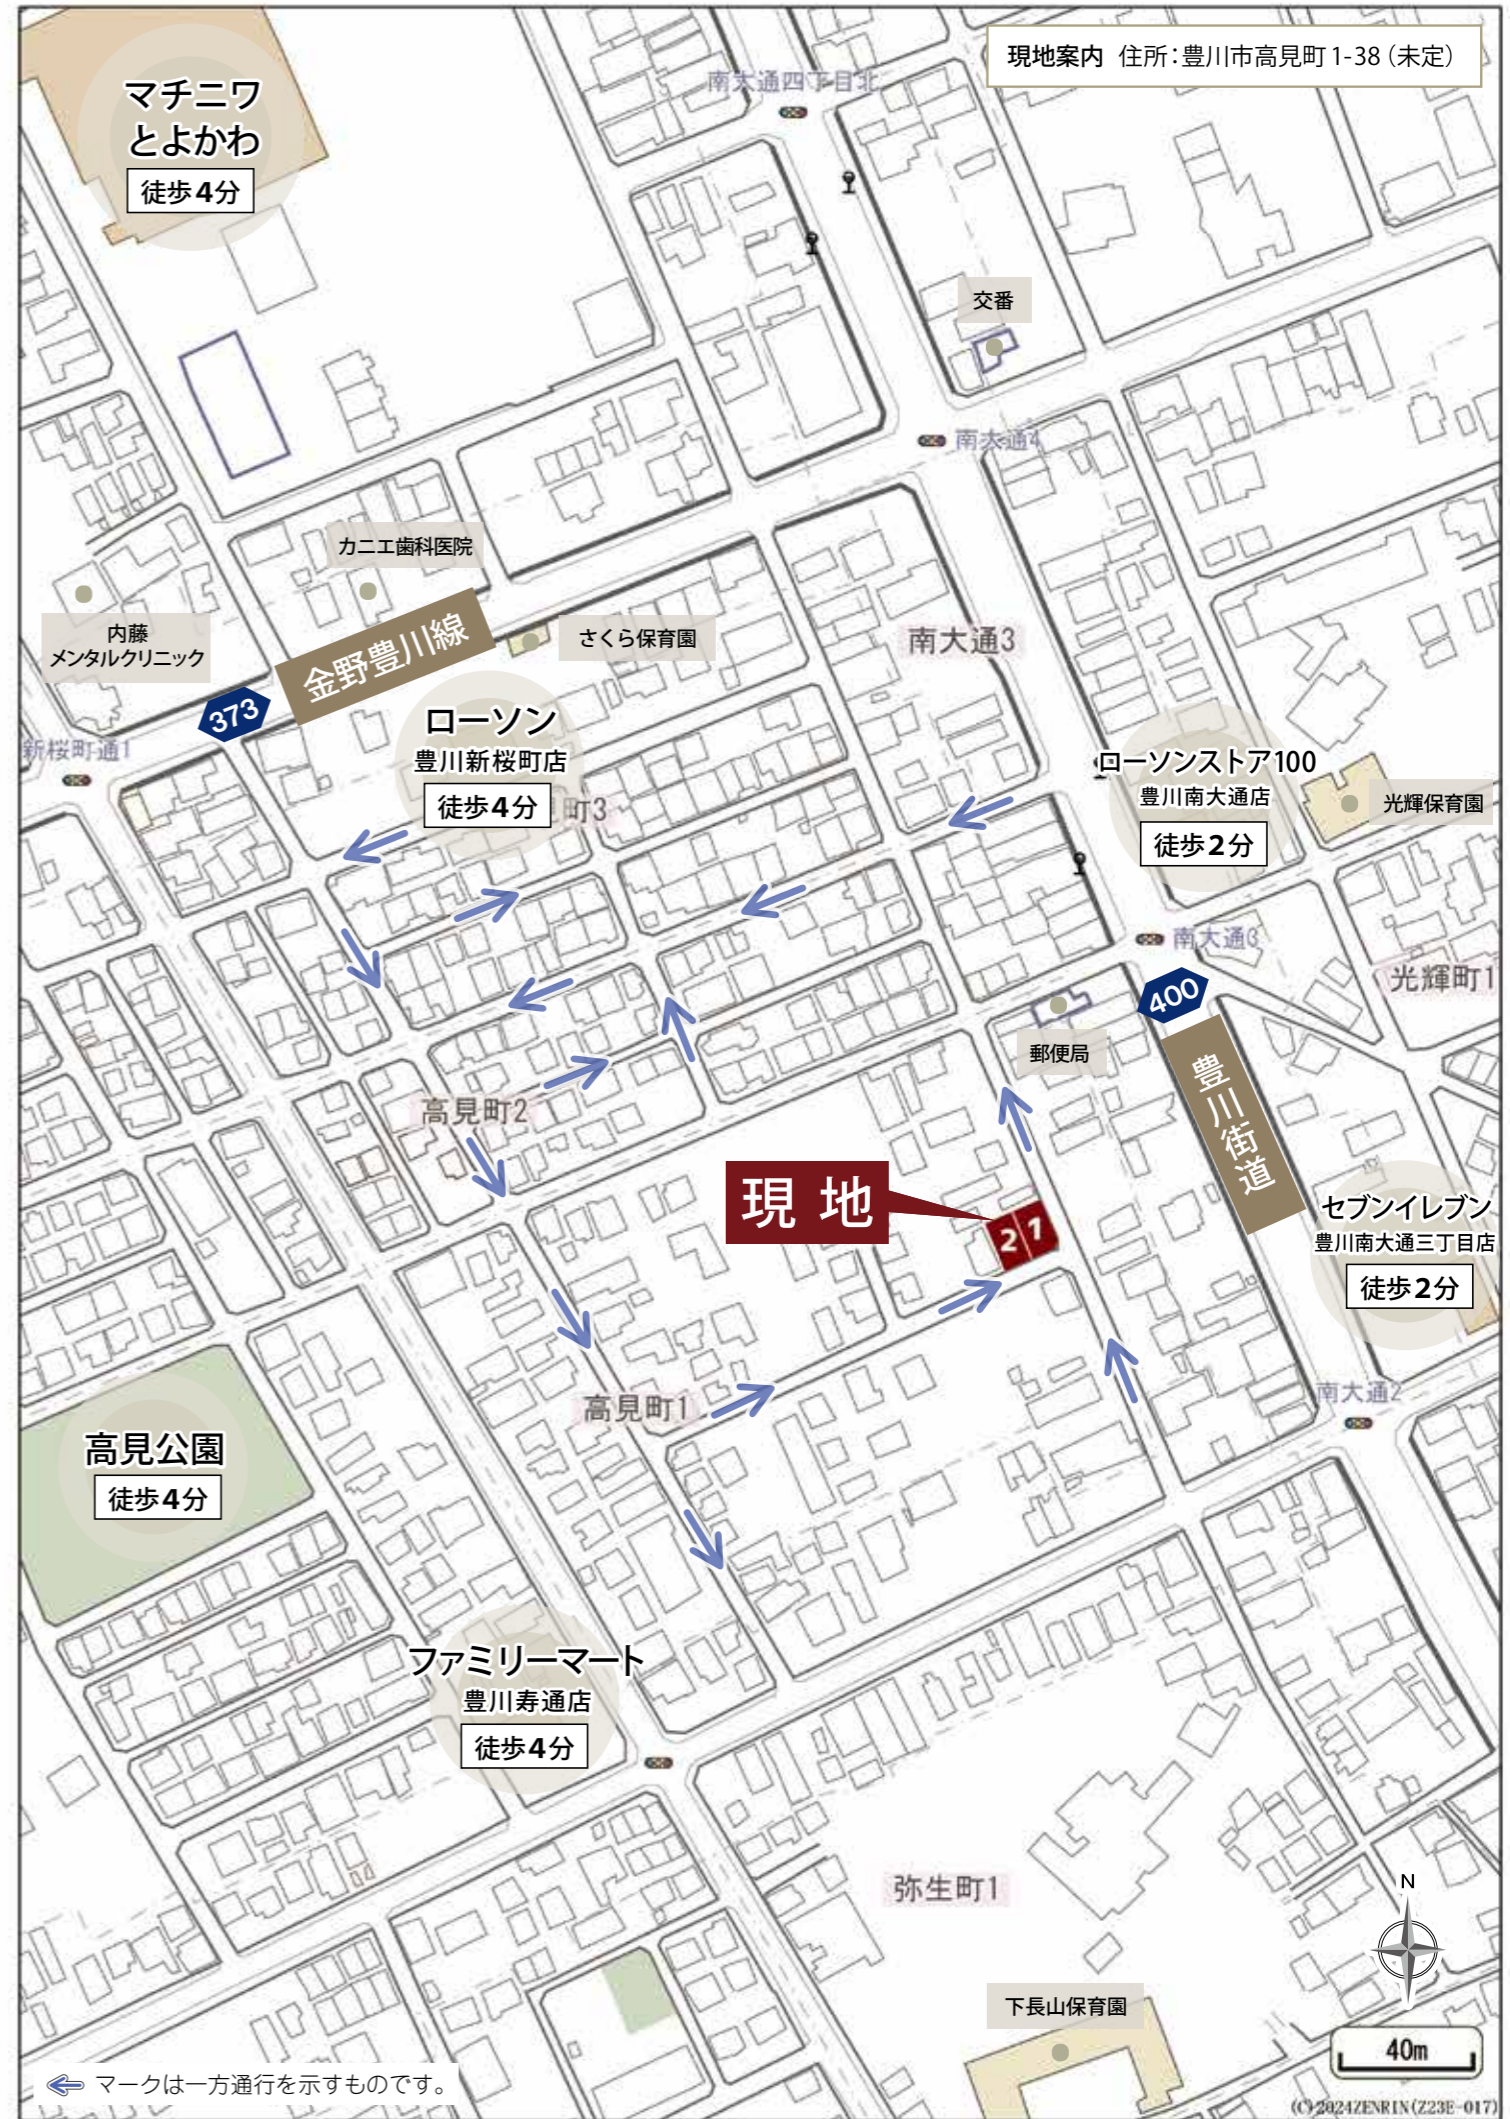 現地案内 住所：豊川市高見町1-38（未定）
マチニワ
とよかわ
徒歩4分
南大通四丁目北
交番
南大通4
カニエ歯科医院
内藤
メンタルクリニック
金野豊川線
さくら保育園
南大通3
373
新桜町通1
ローソン
豊川新桜町店
徒歩4分
町3
ローソンストア100
豊川南大通店
徒歩2分
光輝保育園
南大通3
光輝町1
400
郵便局
豊川街道
高見町2
現地
2 1
セブンイレブン
豊川南大通三丁目店
徒歩2分
南大通2
高見町1
高見公園
徒歩4分
ファミリーマート
豊川寿通店
徒歩4分
弥生町1
N
下長山保育園
40m
マークは一方通行を示すものです。
(C)2024ZENRIN(Z23E-017)